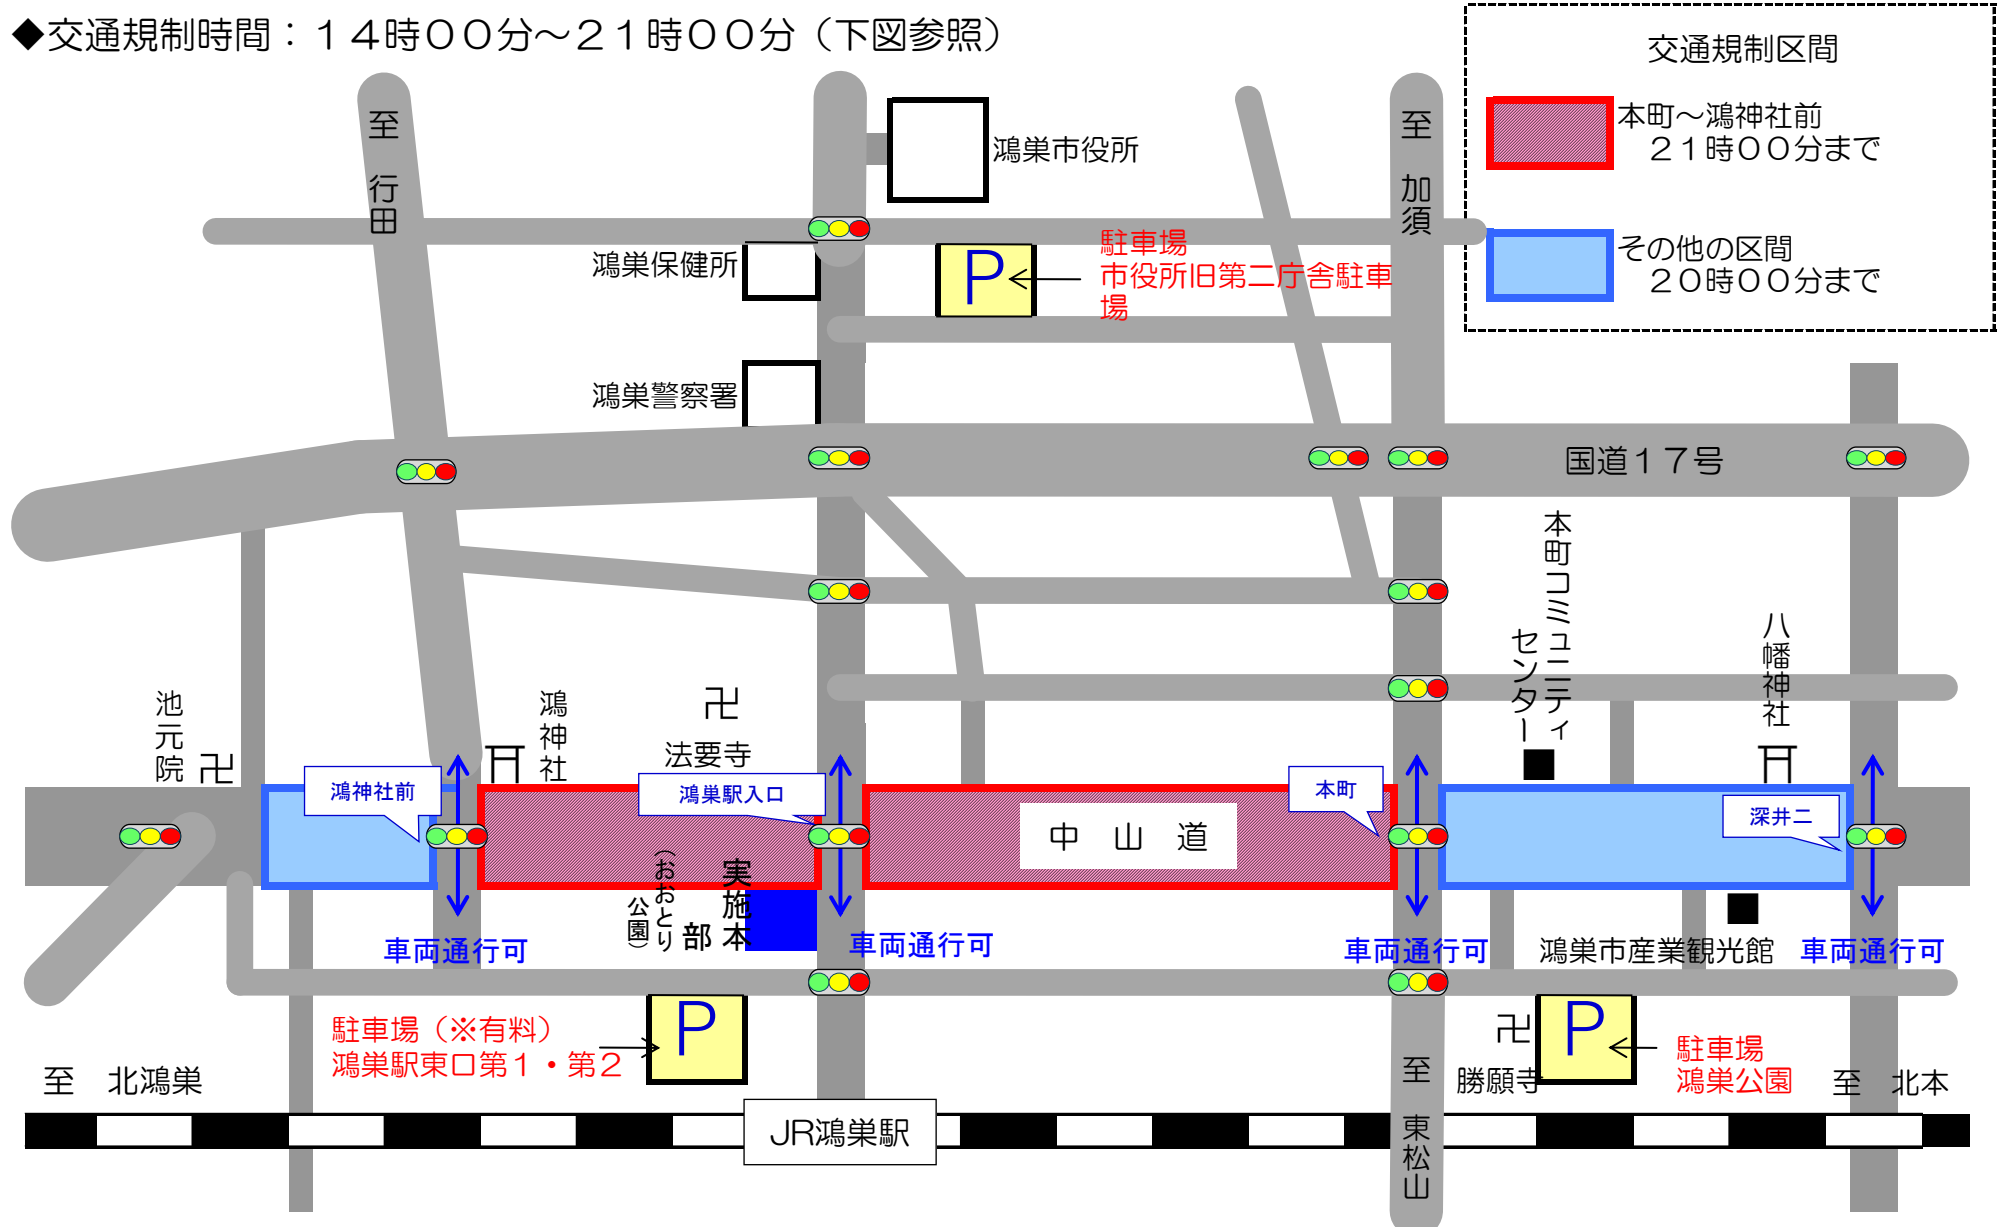 ◆交通規制時間：１４時００分～２１時００分（下図参照）
交通規制区間
本町～鴻神社前
２１時００分まで
その他の区間
２０時００分まで
至　行田
至　加須
鴻巣市役所
鴻巣保健所
P
駐車場
市役所旧第二庁舎駐車
場
鴻巣警察署
国道１７号
本町コミュニティ
センター
八幡神社
池元院
卍
鴻神社
卍
法要寺
鴻神社前
鴻巣駅入口
本町
深井二
中　山　道
実施本
部
（おおとり
公園）
車両通行可
車両通行可
車両通行可
車両通行可
鴻巣市産業観光館
駐車場（※有料）
鴻巣駅東口第１・第２
P
卍
勝願寺
P
駐車場
鴻巣公園
至　北鴻巣
至　北本
JR鴻巣駅
至　東松山